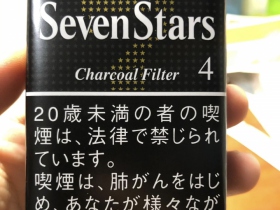 SevenStars
Charcoal Filter 4
20歳未満の者の喫
煙は、法律で禁じられ
ています。
喫煙は、肺がんをはじ
め、あなたが様々なが